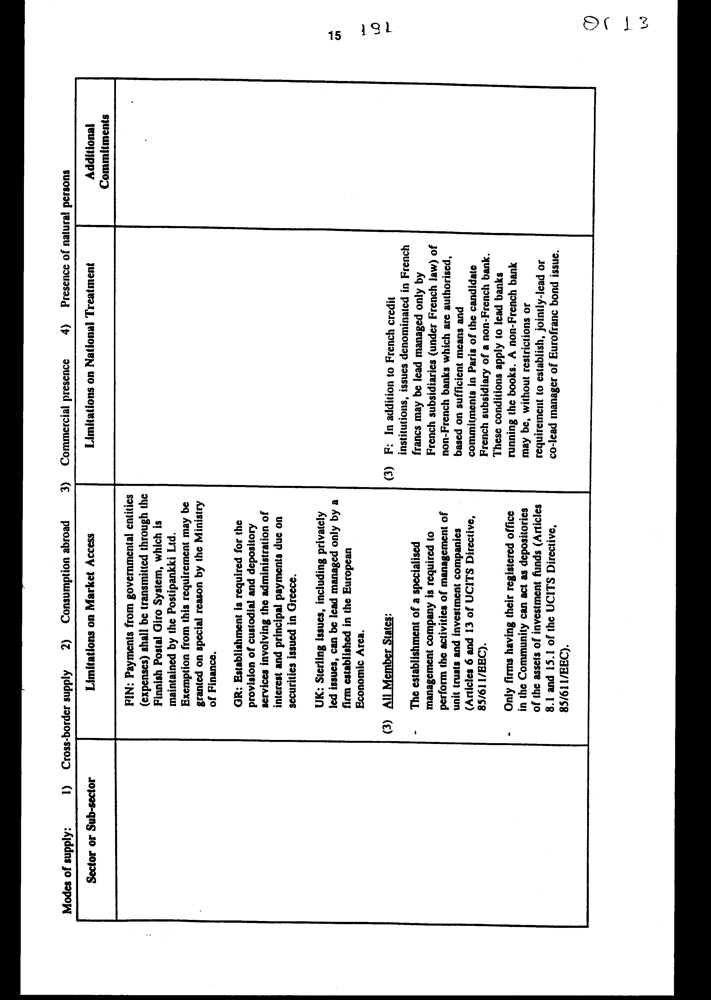 15
191
Or 13
Modes of supply: 1) Cross-border supply 2) Consumption abroad 3) Commercial presence 4) Presence of natural persons
Sector or Sub-sector
Limitations on Market Access
Limitations on National Treatment
Additional
Commitments
FIN: Payments from governmental entities
(expenses) shall be transmitted through the
Finnish Postal Giro System, which is
maintained by the Postipankki Ltd.
Exemption from this requirement may be
granted on special reason by the Ministry
of Finance.
GR: Establishment is required for the
provision of custodial and depository
services involving the administration of
interest and principal payments due on
securities issued in Greece.
UK: Sterling issues, including privately
led issues, can be lead managed only by a
firm established in the European
Economic Area.
(3) All Member States:
- The establishment of a specialised
management company is required to
perform the activities of management of
unit trusts and investment companies
(Articles 6 and 13 of UCITS Directive,
85/611/EEC).
- Only firms having their registered office
in the Community can act as depositories
of the assets of investment funds (Articles
8.1 and 15.1 of the UCITS Directive,
85/611/EEC).
(3) F: In addition to French credit
institutions, issues denominated in French
francs may be lead managed only by
French subsidiaries (under French law) of
non-French banks which are authorised,
based on sufficient means and
commitments in Paris of the candidate
French subsidiary of a non-French bank.
These conditions apply to lead banks
running the books. A non-French bank
may be, without restrictions or
requirement to establish, jointly-lead or
co-lead manager of Eurofranc bond issue.